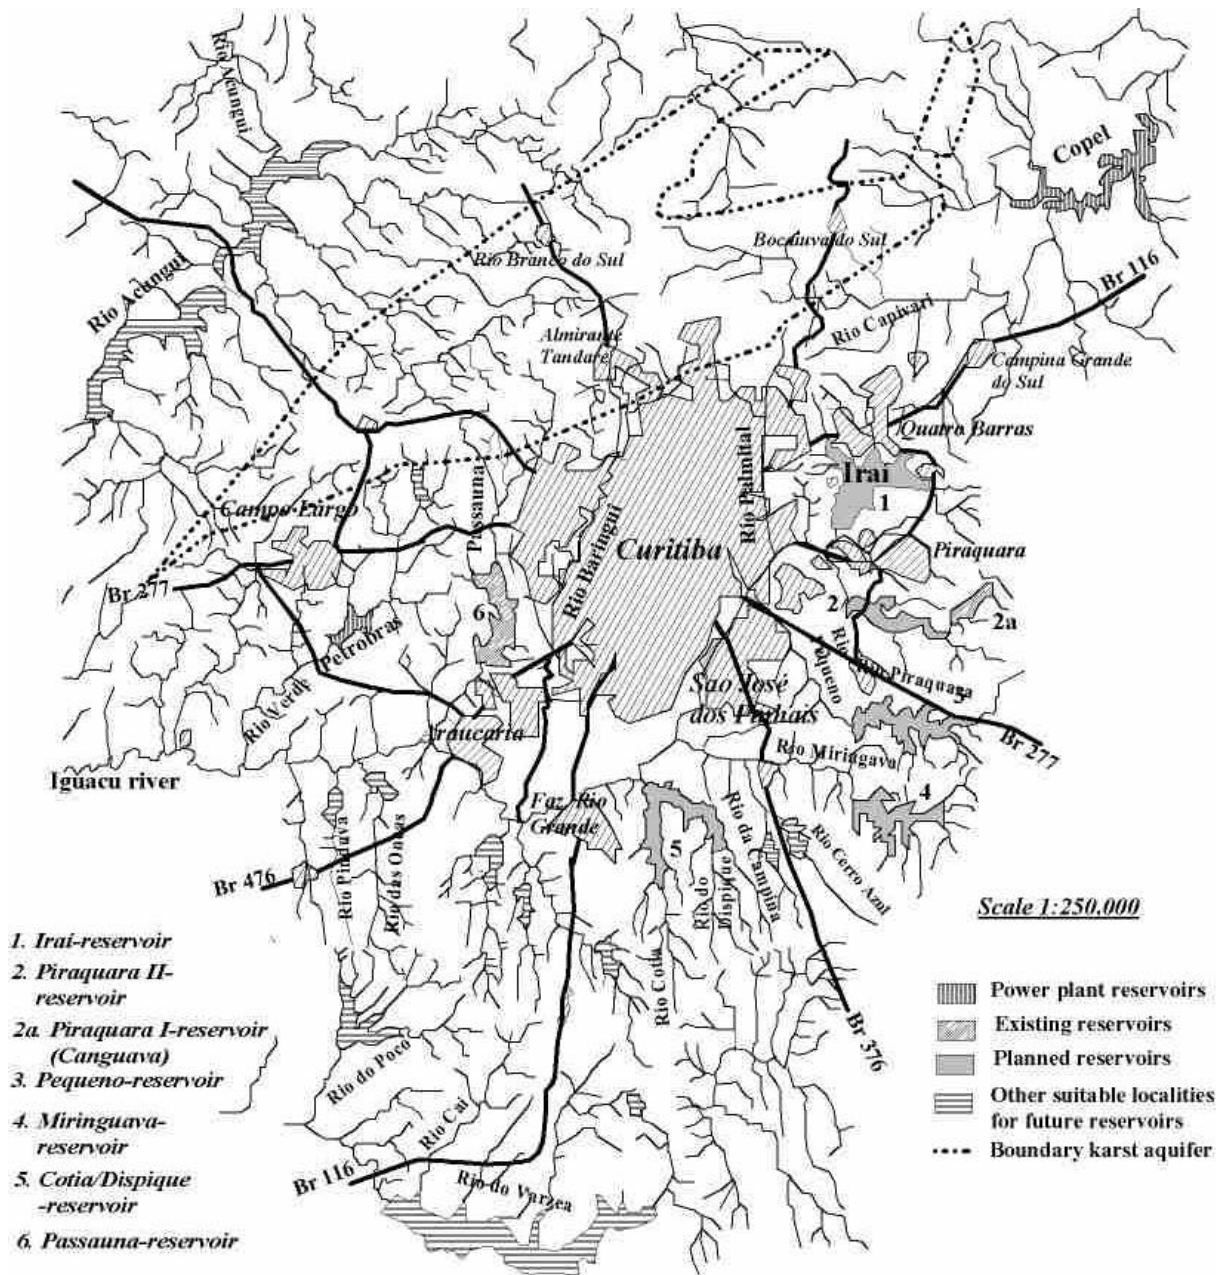 Rio Acungui
Copel
Bocaiuva do Sul
Rio Branco do Sul
Br 116
Rio Acungui
Rio Capivari
Almirante
Tandare
Campina Grande
do Sul
Quatro Barras
Rio Palmital
Irai
1
Passauna
Campo Largo
Rio Baringui
Curitiba
Piraquara
Br 277
6
2
2a
Petrobras
Rio Pequeno
Rio Piraquara
Sao José
dos Pinhais
3
Rio Verde
Araucaria
Rio Miringava
Br 277
Iguacu river
4
Faz. Rio
Grande
5
Rio da Campina
Rio Cerro Azul
Rio do
Dispique
Rio Pinduva
Rio das Onças
Br 476
Rio Cotia
Scale 1:250,000
1. Irai-reservoir
2. Piraquara II-
reservoir
2a. Piraquara I-reservoir
(Canguava)
3. Pequeno-reservoir
4. Miringuava-
reservoir
5. Cotia/Dispique
-reservoir
6. Passauna-reservoir
Power plant reservoirs
Existing reservoirs
Planned reservoirs
Other suitable localities
for future reservoirs
Boundary karst aquifer
Br 376
Rio do Poco
Rio Cai
Br 116
Rio do Varzea